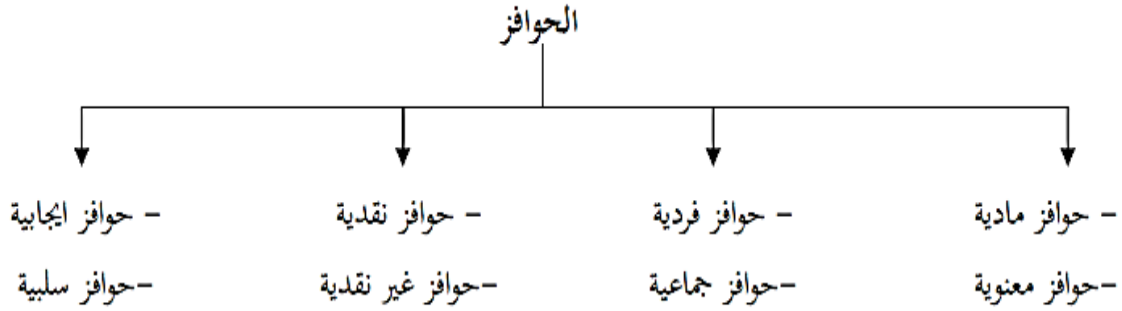 الحوافز
- حوافز مادية
-حوافز معنوية
- حوافز فردية
-حوافز جماعية
- حوافز نقدية
-حوافز غير نقدية
- حوافز ايجابية
-حوافز سلبية